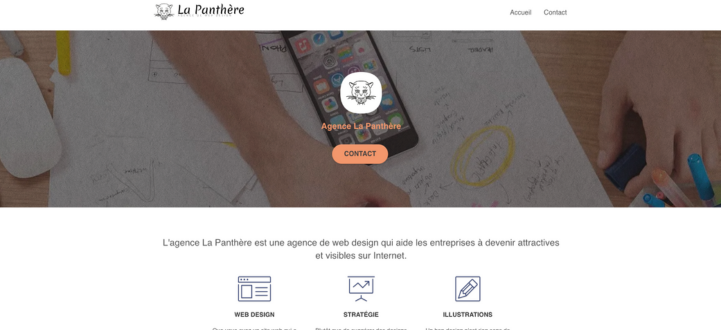 La Panthère
Accueil
Contact
Agence La Panthère
CONTACT
L'agence La Panthère est une agence de web design qui aide les entreprises à devenir attractives
et visibles sur Internet.
WEB DESIGN
STRATÉGIE
ILLUSTRATIONS